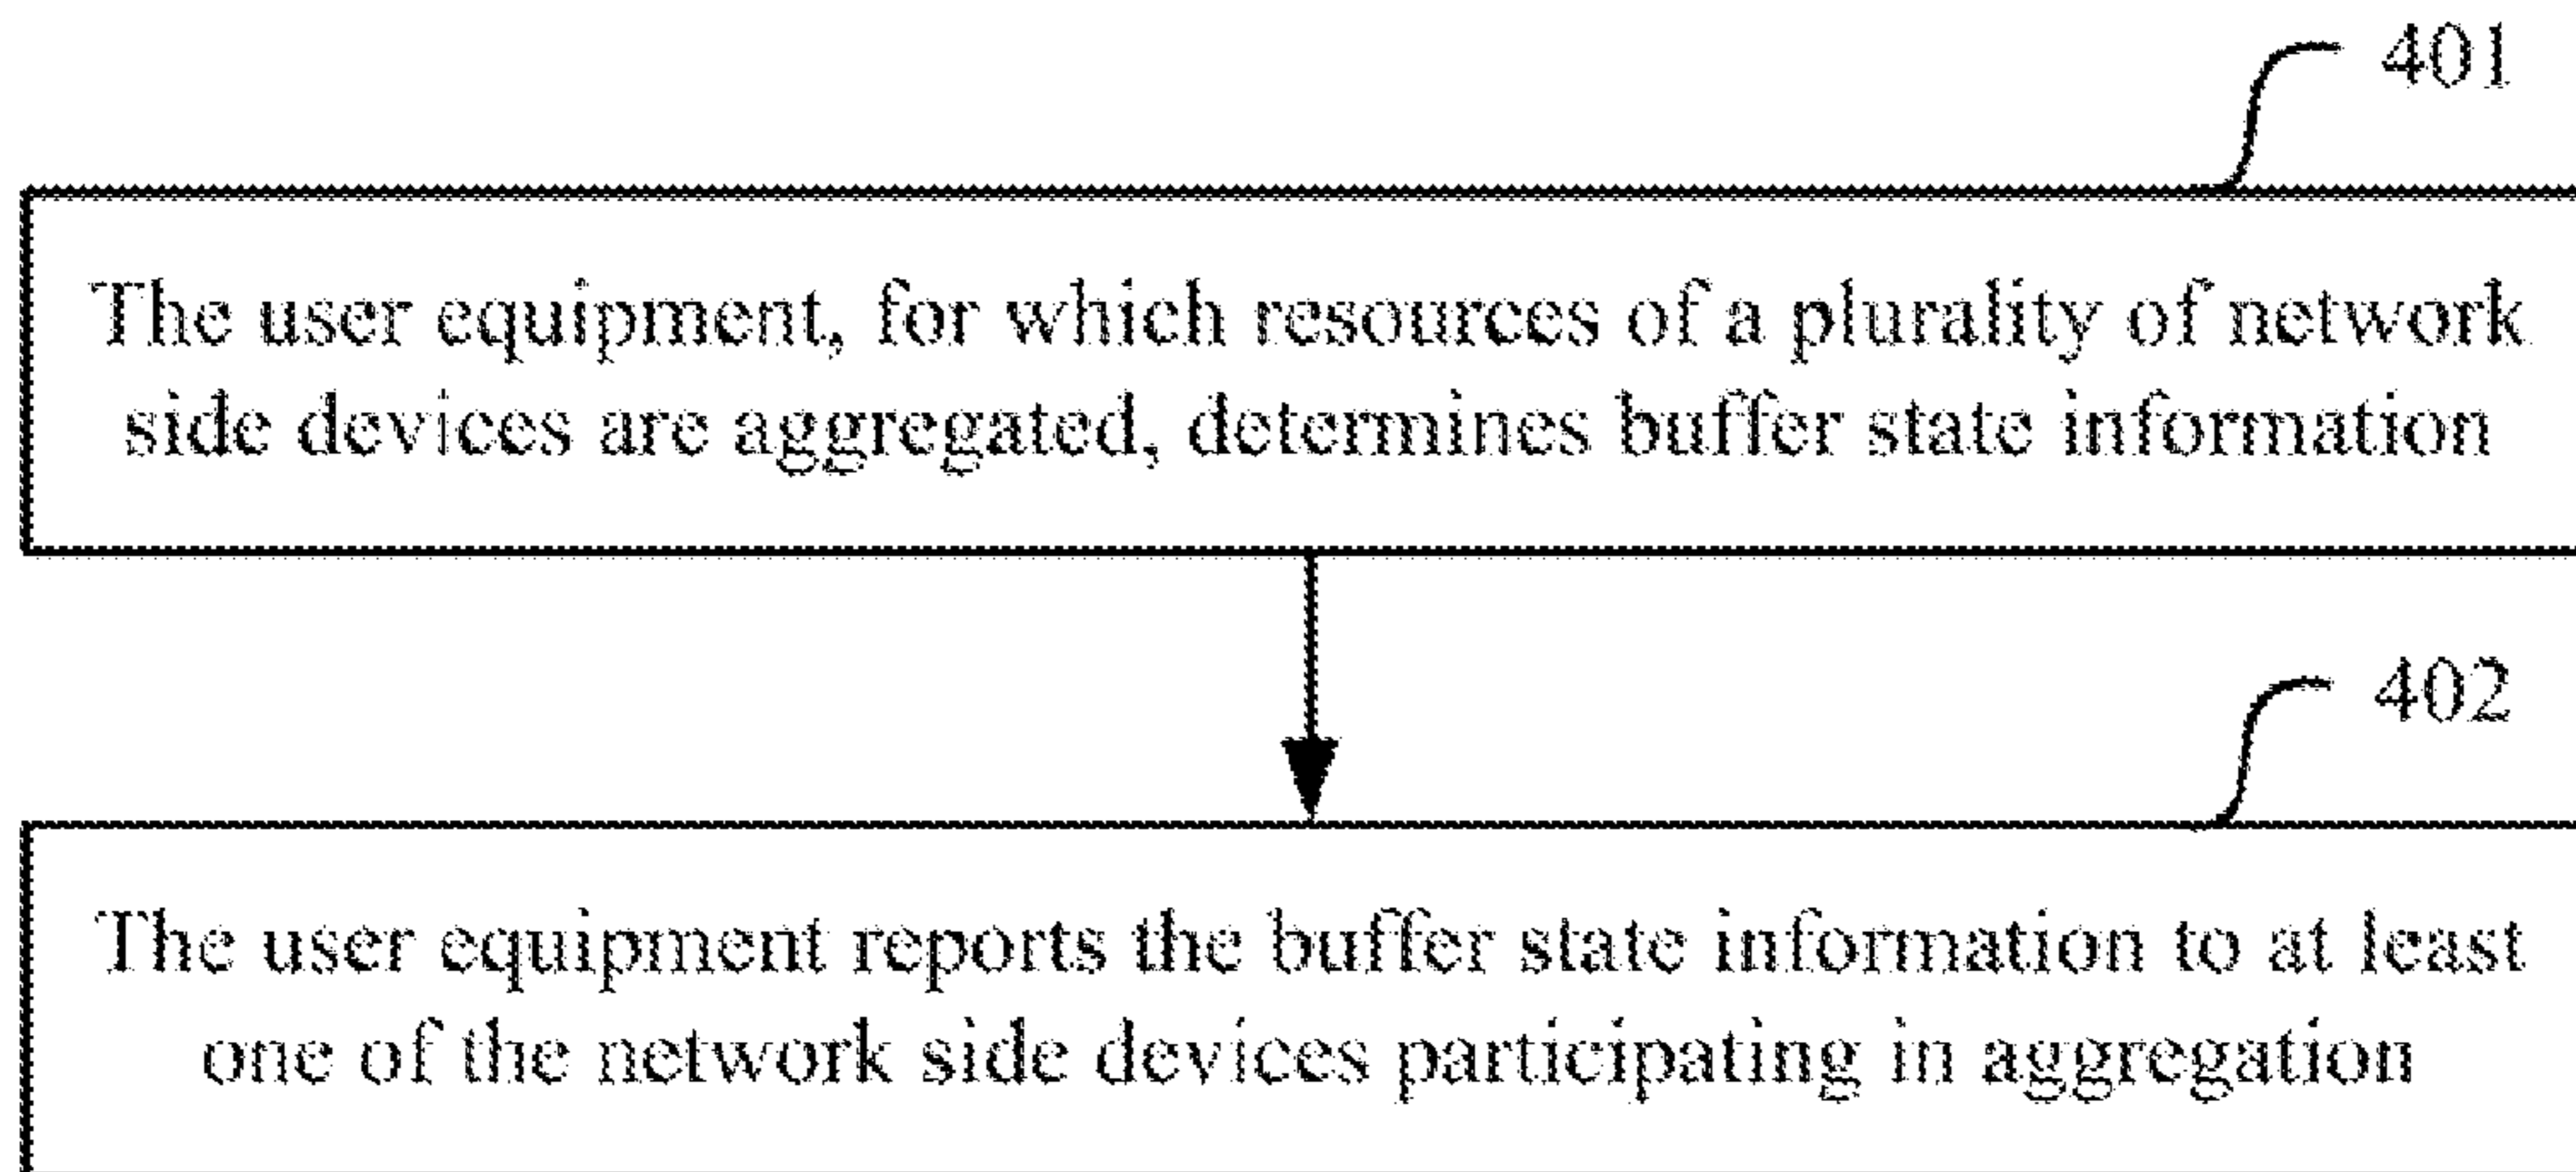 401
The user equipment, for which resources of a plurality of network
side devices are aggregated, determines buffer state information
402
The user equipment reports the buffer state information to at least
one of the network side devices participating in aggregation